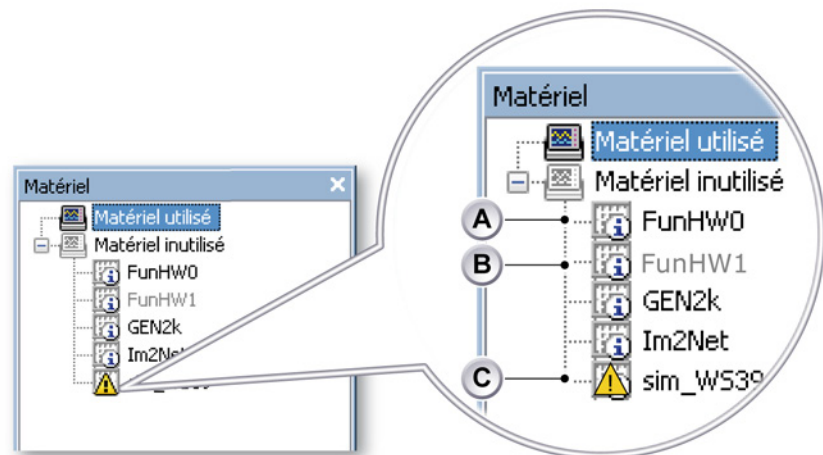 Matériel
Matériel utilisé
Matériel inutilisé
FunHW0
FunHW1
GEN2k
Im2Net
Matériel
Matériel utilisé
Matériel inutilisé
A
FunHW0
B
FunHW1
GEN2k
Im2Net
C
sim_WS39